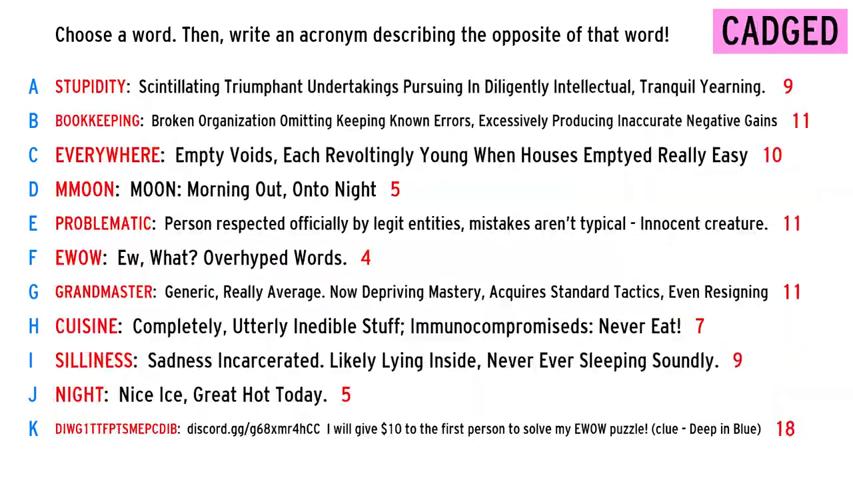 Choose a word. Then, write an acronym describing the opposite of that word!
CADGED
A STUPIDITY: Scintillating Triumphant Undertakings Pursuing In Diligently Intellectual, Tranquil Yearning. 9
B BOOKKEEPING: Broken Organization Omitting Keeping Known Errors, Excessively Producing Inaccurate Negative Gains 11
C EVERYWHERE: Empty Voids, Each Revoltingly Young When Houses Emptyed Really Easy 10
D MMOON: MOON: Morning Out, Onto Night 5
E PROBLEMATIC: Person respected officially by legit entities, mistakes aren't typical - Innocent creature. 11
F EWOW: Ew, What? Overhyped Words. 4
G GRANDMASTER: Generic, Really Average. Now Depriving Mastery, Acquires Standard Tactics, Even Resigning 11
H CUISINE: Completely, Utterly Inedible Stuff; Immunocompromiseds: Never Eat! 7
I SILLINESS: Sadness Incarcerated. Likely Lying Inside, Never Ever Sleeping Soundly. 9
J NIGHT: Nice Ice, Great Hot Today. 5
K DIWG1TTFPTSMEPCDIB: discord.gg/g68xmr4hCC I will give $10 to the first person to solve my EWOW puzzle! (clue - Deep in Blue) 18